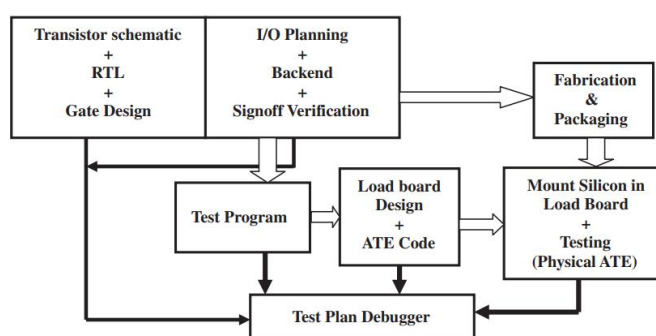 Transistor schematic
+
RTL
+
Gate Design
I/O Planning
+
Backend
+
Signoff Verification
Fabrication
&
Packaging
Test Program
Load board
Design
+
ATE Code
Mount Silicon in
Load Board
+
Testing
(Physical ATE)
Test Plan Debugger